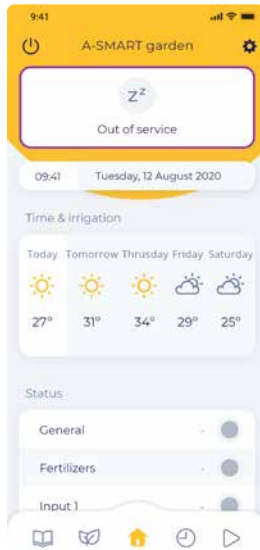 9:41
A-SMART garden
zz
Out of service
09:41 Tuesday, 12 August 2020
Time & irrigation
Today Tomorrow Thrusday Friday Saturday
27° 31° 34° 29° 25°
Status
General -
Fertilizers -
Input 1 -